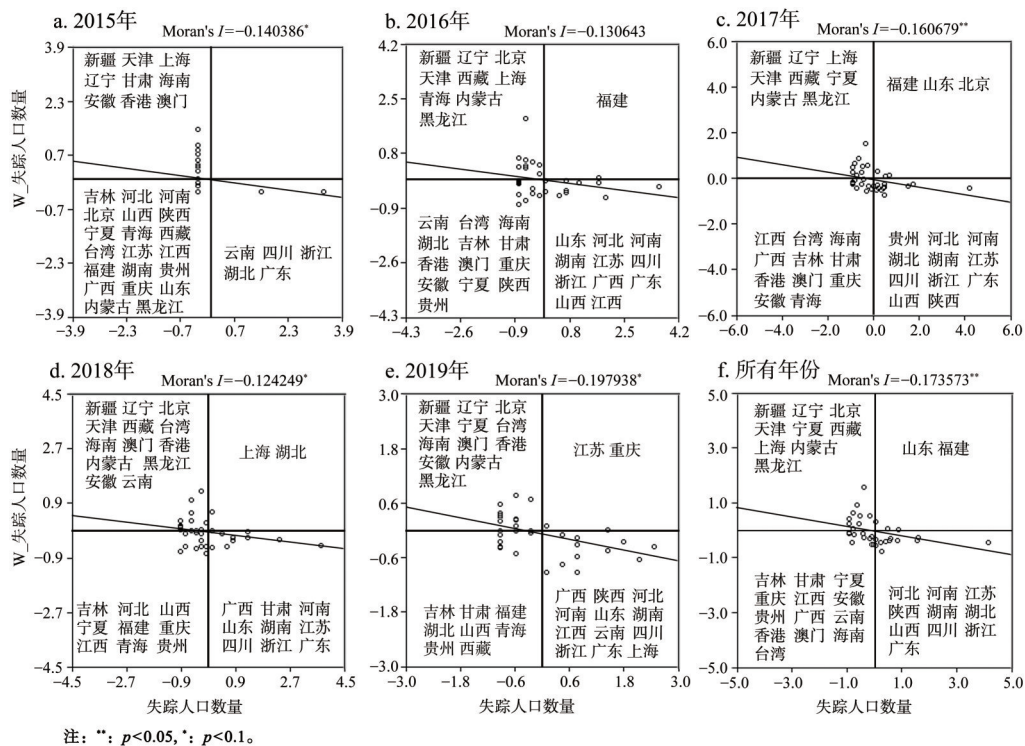 a. 2015年
Moran's I=−0.140386*
3.9
2.3
0.7
−0.7
−2.3
−3.9
W_失踪人口数量
新疆 天津 上海
辽宁 甘肃 海南
安徽 香港 澳门
吉林 河北 河南
北京 山西 陕西
宁夏 青海 西藏
台湾 江苏 江西
福建 湖南 贵州
广西 重庆 山东
内蒙古 黑龙江
云南 四川 浙江
湖北 广东
−3.9 −2.3 −0.7 0.7 2.3 3.9
b. 2016年
Moran's I=−0.130643
4.2
2.5
0.8
−0.9
−2.6
−4.3
新疆 辽宁 北京
天津 西藏 上海
青海 内蒙古
黑龙江
福建
云南 台湾 海南
湖北 吉林 甘肃
香港 澳门 重庆
安徽 宁夏 陕西
贵州
山东 河北 河南
湖南 江苏 四川
浙江 广西 广东
山西 江西
−4.3 −2.6 −0.9 0.8 2.5 4.2
c. 2017年
Moran's I=−0.160679**
6.0
4.0
2.0
0.0
−2.0
−4.0
−6.0
新疆 辽宁 上海
天津 西藏 宁夏
内蒙古 黑龙江
福建 山东 北京
江西 台湾 海南
广西 吉林 甘肃
香港 澳门 重庆
安徽 青海
贵州 河北 河南
湖北 湖南 江苏
四川 浙江 广东
山西 陕西
−6.0 −4.0 −2.0 0.0 2.0 4.0 6.0
d. 2018年
Moran's I=−0.124249*
4.5
2.7
0.9
−0.9
−2.7
−4.5
W_失踪人口数量
新疆 辽宁 北京
天津 西藏 台湾
海南 澳门 香港
内蒙古 黑龙江
安徽 云南
上海 湖北
吉林 河北 山西
宁夏 福建 重庆
江西 青海 贵州
广西 甘肃 河南
山东 湖南 江苏
四川 浙江 广东
−4.5 −2.7 −0.9 0.9 2.7 4.5
失踪人口数量
e. 2019年
Moran's I=−0.197938*
3.0
1.8
0.6
−0.6
−1.8
−3.0
新疆 辽宁 北京
天津 宁夏 台湾
海南 澳门 香港
安徽 内蒙古
黑龙江
江苏 重庆
吉林 甘肃 福建
湖北 山西 青海
贵州 西藏
广西 陕西 河北
河南 山东 湖南
江西 云南 四川
浙江 广东 上海
−3.0 −1.8 −0.6 0.6 1.8 3.0
失踪人口数量
f. 所有年份
Moran's I=−0.173573**
5.0
3.0
1.0
−1.0
−3.0
−5.0
新疆 辽宁 北京
天津 宁夏 西藏
上海 内蒙古
黑龙江
山东 福建
吉林 甘肃 宁夏
重庆 江西 安徽
贵州 广西 云南
香港 澳门 海南
台湾
河北 河南 江苏
陕西 湖南 湖北
山西 四川 浙江
广东
−5.0 −3.0 −1.0 1.0 3.0 5.0
失踪人口数量
注：**：p<0.05, *：p<0.1。